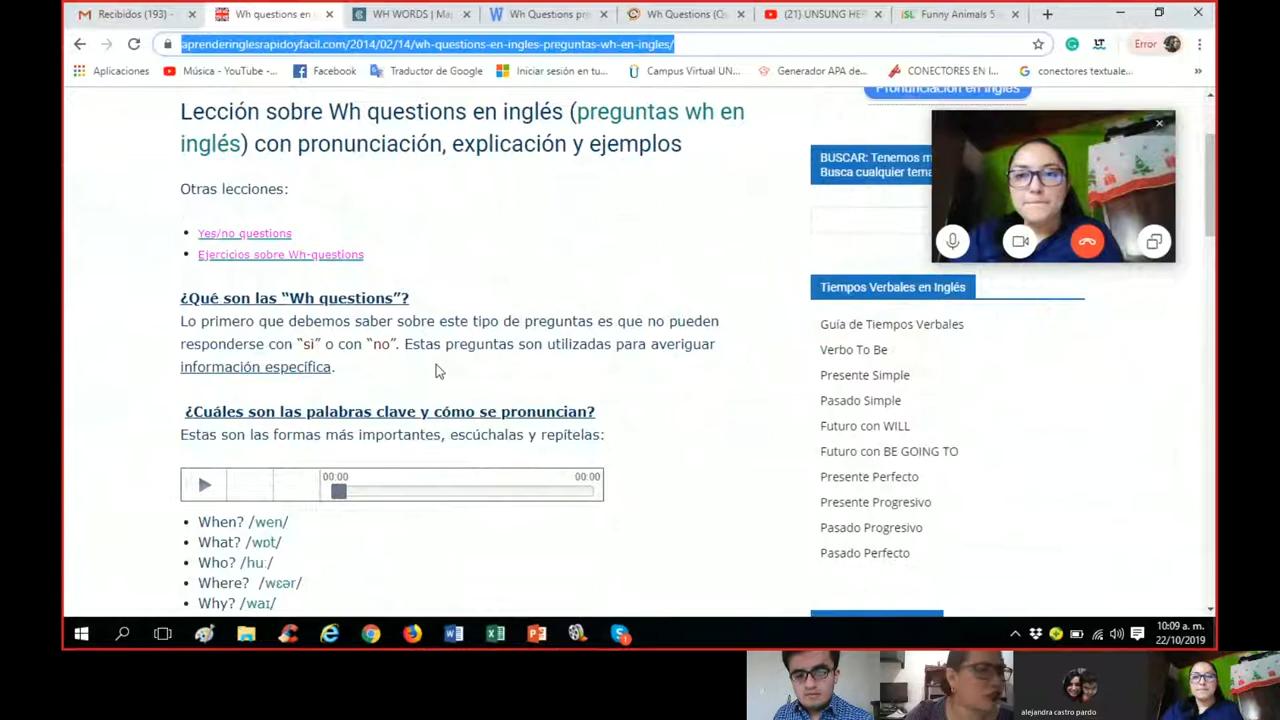 Recibidos (193) -
Wh questions en
WH WORDS | Ma
Wh Questions pre
Wh Questions (Qu
(21) UNSUNG HER
Funny Animals 5
aprenderinglesrapidoyfacil.com/2014/02/14/wh-questions-en-ingles-preguntas-wh-en-ingles/
Error
Aplicaciones
Música - YouTube -...
Facebook
Traductor de Google
Iniciar sesión en tu...
Campus Virtual UN...
Generador APA de...
CONECTORES EN I...
conectores textuale...
Lección sobre Wh questions en inglés (preguntas wh en
inglés) con pronunciación, explicación y ejemplos
Otras lecciones:
Yes/no questions
Ejercicios sobre Wh-questions
¿Qué son las “Wh questions”?
Lo primero que debemos saber sobre este tipo de preguntas es que no pueden
responderse con “si” o con “no”. Estas preguntas son utilizadas para averiguar
información específica.
¿Cuáles son las palabras clave y cómo se pronuncian?
Estas son las formas más importantes, escúchalas y repítelas:
00:00
00:00
When? /wen/
What? /wɒt/
Who? /huː/
Where? /wɛər/
Why? /waɪ/
Pronunciación en inglés
BUSCAR: Tenemos m
Busca cualquier tema
Tiempos Verbales en Inglés
Guía de Tiempos Verbales
Verbo To Be
Presente Simple
Pasado Simple
Futuro con WILL
Futuro con BE GOING TO
Presente Perfecto
Presente Progresivo
Pasado Progresivo
Pasado Perfecto
10:09 a. m.
22/10/2019
alejandra castro pardo